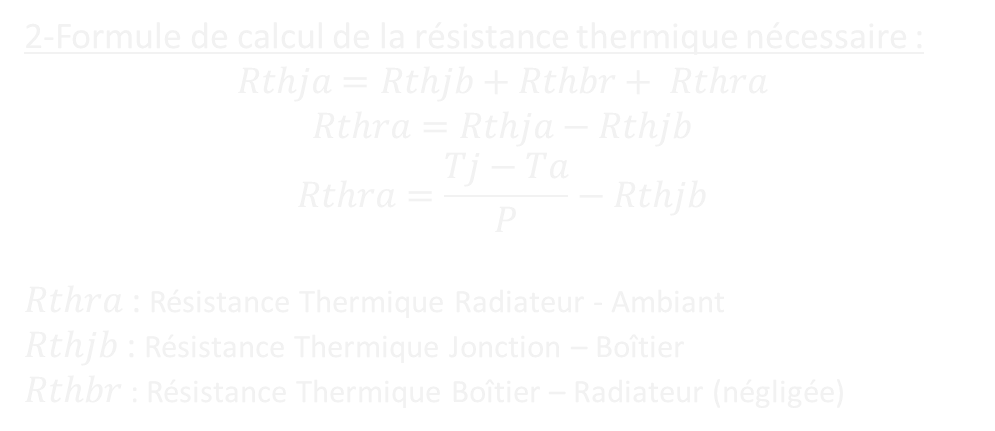 2-Formule de calcul de la résistance thermique nécessaire :
Rthja = Rthjb + Rthbr + Rthra
Rthra = Rthja − Rthjb
Rthra = (Tj − Ta)/P − Rthjb
Rthra : Résistance Thermique Radiateur - Ambiant
Rthjb : Résistance Thermique Jonction – Boîtier
Rthbr : Résistance Thermique Boîtier – Radiateur (négligée)